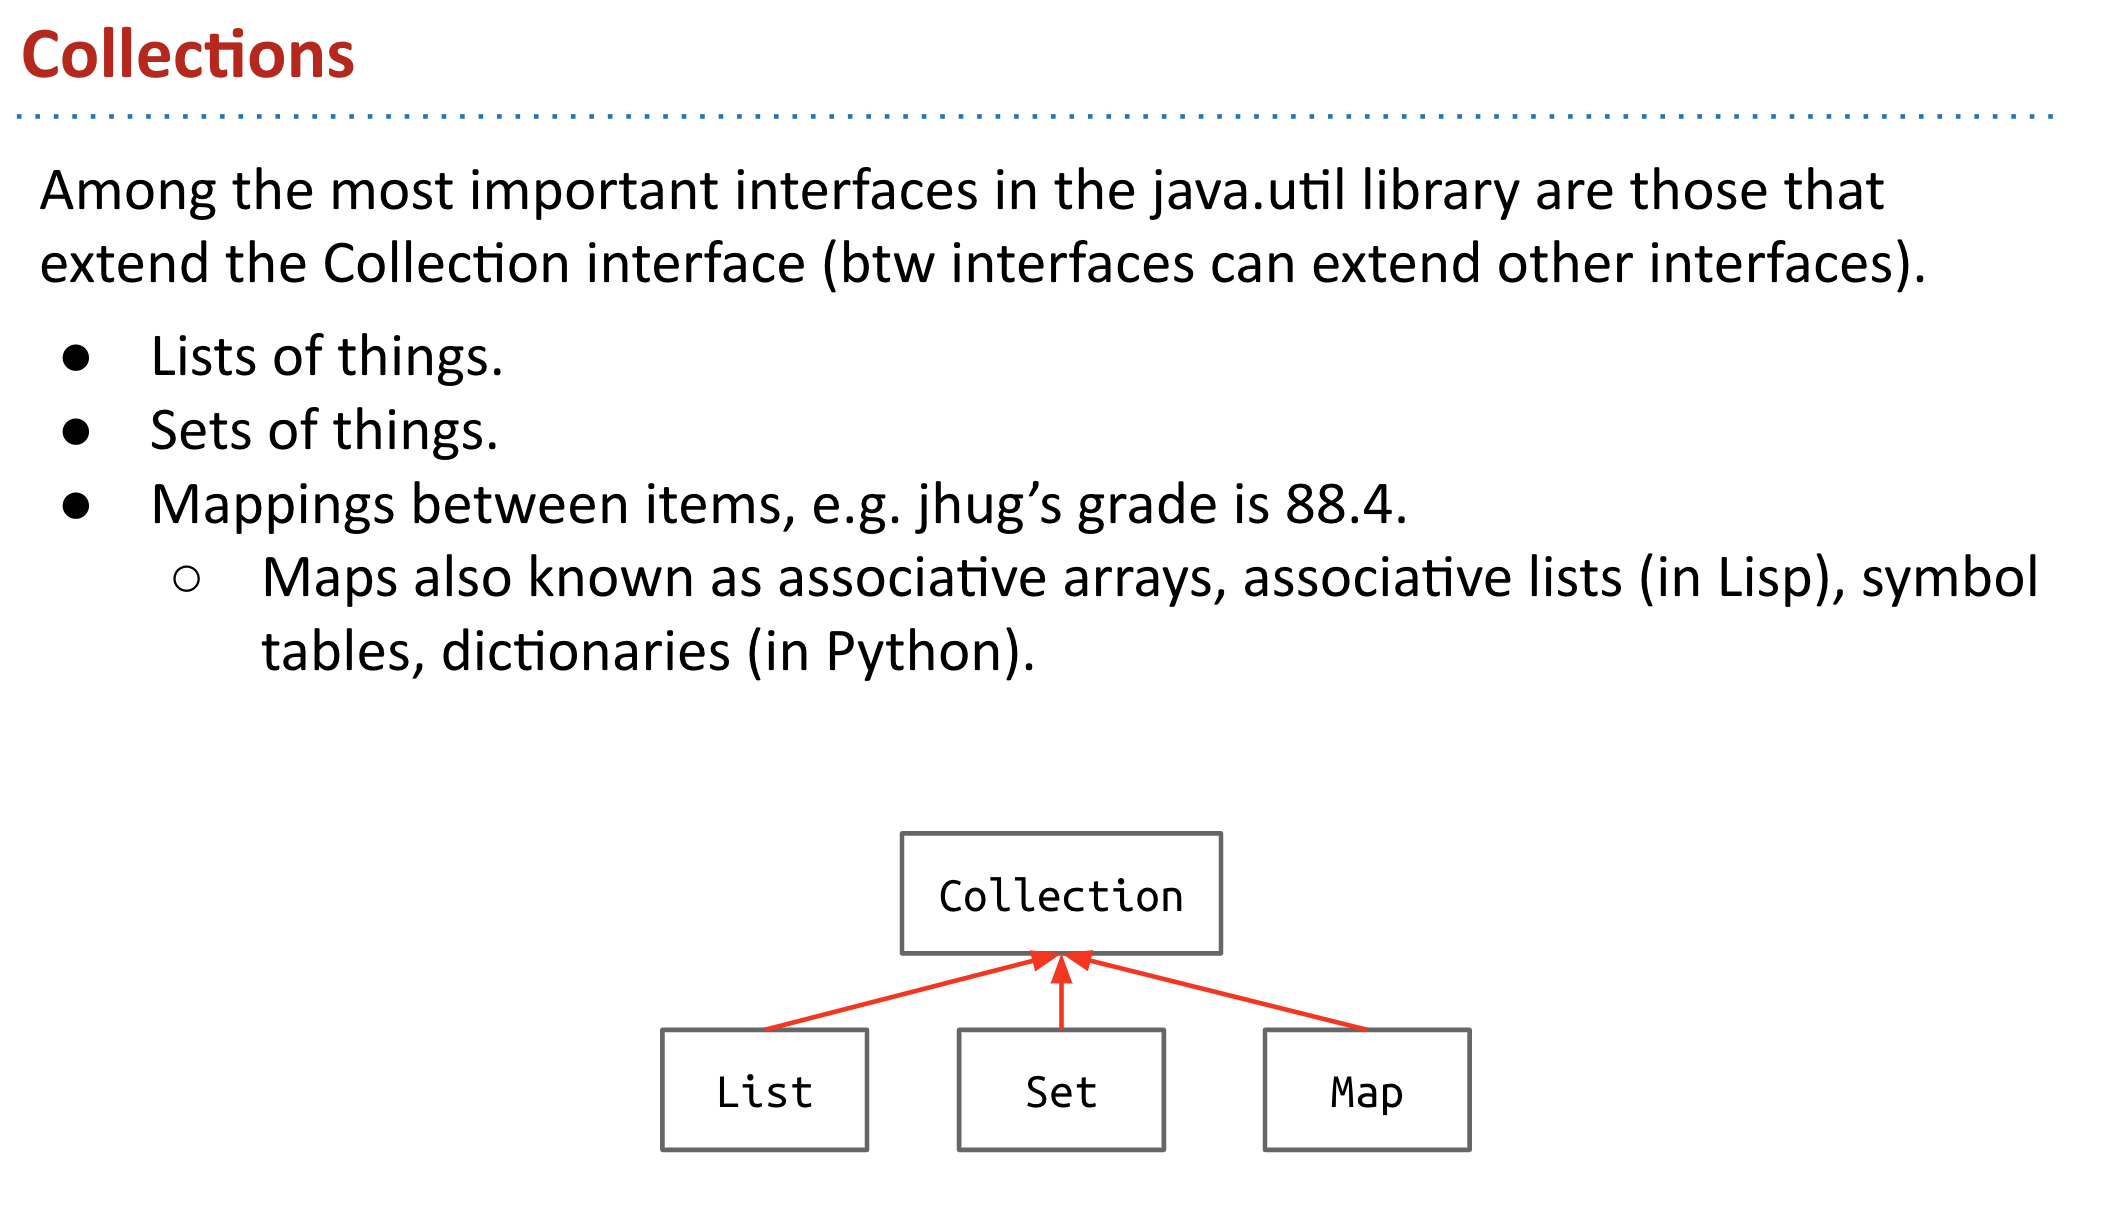 Collections
Among the most important interfaces in the java.util library are those that
extend the Collection interface (btw interfaces can extend other interfaces).
● Lists of things.
● Sets of things.
● Mappings between items, e.g. jhug’s grade is 88.4.
○ Maps also known as associative arrays, associative lists (in Lisp), symbol
tables, dictionaries (in Python).
Collection
List
Set
Map